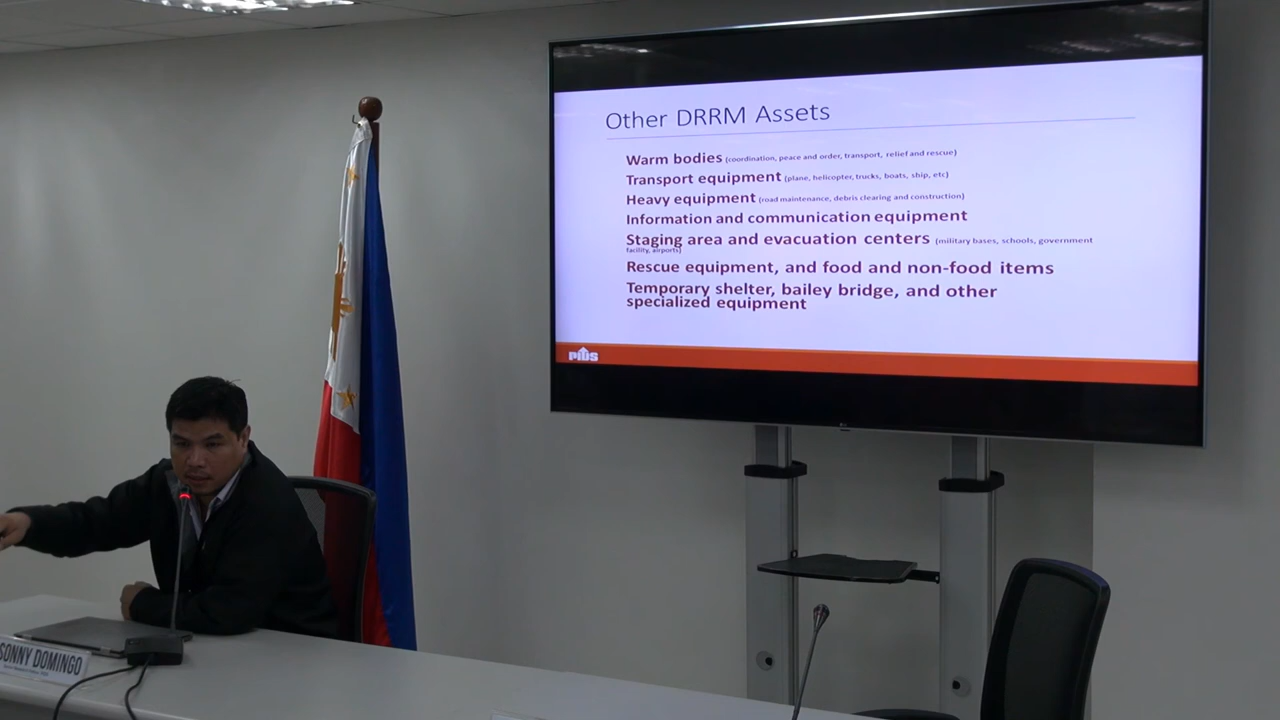 Other DRRM Assets
Warm bodies (coordination, peace and order, transport, relief and rescue)
Transport equipment (plane, helicopter, trucks, boats, ship, etc)
Heavy equipment (road maintenance, debris clearing and construction)
Information and communication equipment
Staging area and evacuation centers (military bases, schools, government
facility, airports)
Rescue equipment, and food and non-food items
Temporary shelter, bailey bridge, and other
specialized equipment
PIDS
SONNY DOMINGO